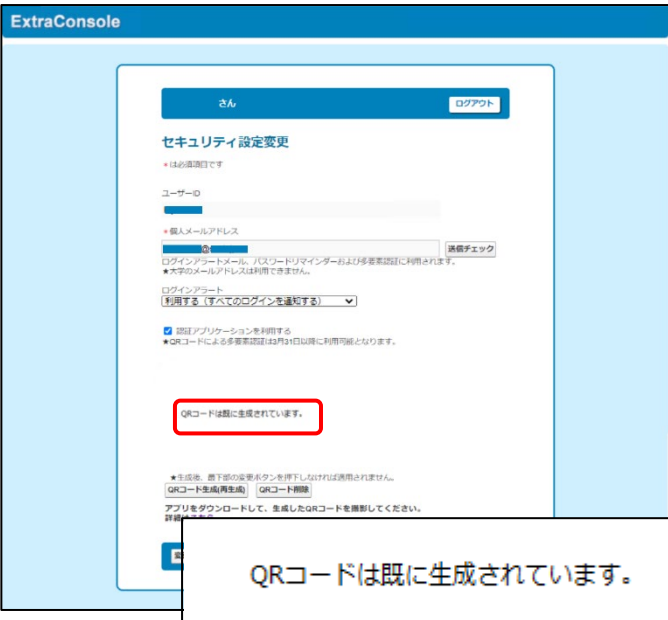 ExtraConsole
さん
ログアウト
セキュリティ設定変更
* は必須項目です
ユーザーID
* 個人メールアドレス
@
送信チェック
ログインアラートメール、パスワードリマインダーおよび多要素認証に利用されます。
★大学のメールアドレスは利用できません。
ログインアラート
利用する（すべてのログインを通知する）
認証アプリケーションを利用する
★QRコードによる多要素認証は3月31日以降に利用可能となります。
QRコードは既に生成されています。
★生成後、最下部の変更ボタンを押下しなければ適用されません。
QRコード生成(再生成)
QRコード削除
アプリをダウンロードして、生成したQRコードを撮影してください。
QRコードは既に生成されています。